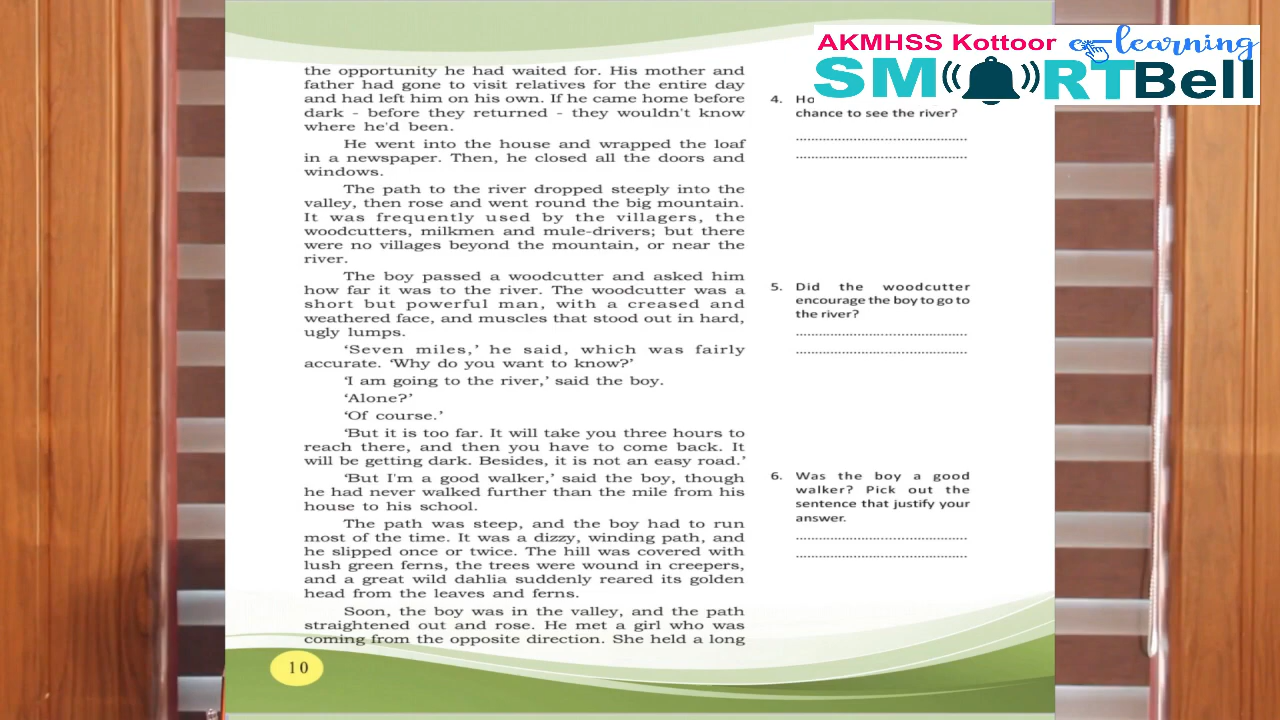 AKMHSS Kottoor e-learning
SMARTBell
the opportunity he had waited for. His mother and
father had gone to visit relatives for the entire day
and had left him on his own. If he came home before
dark - before they returned - they wouldn't know
where he'd been.
He went into the house and wrapped the loaf
in a newspaper. Then, he closed all the doors and
windows.
The path to the river dropped steeply into the
valley, then rose and went round the big mountain.
It was frequently used by the villagers, the
woodcutters, milkmen and mule-drivers; but there
were no villages beyond the mountain, or near the
river.
The boy passed a woodcutter and asked him
how far it was to the river. The woodcutter was a
short but powerful man, with a creased and
weathered face, and muscles that stood out in hard,
ugly lumps.
‘Seven miles,’ he said, which was fairly
accurate. ‘Why do you want to know?’
‘I am going to the river,’ said the boy.
‘Alone?’
‘Of course.’
‘But it is too far. It will take you three hours to
reach there, and then you have to come back. It
will be getting dark. Besides, it is not an easy road.’
‘But I'm a good walker,’ said the boy, though
he had never walked further than the mile from his
house to his school.
The path was steep, and the boy had to run
most of the time. It was a dizzy, winding path, and
he slipped once or twice. The hill was covered with
lush green ferns, the trees were wound in creepers,
and a great wild dahlia suddenly reared its golden
head from the leaves and ferns.
Soon, the boy was in the valley, and the path
straightened out and rose. He met a girl who was
coming from the opposite direction. She held a long
4.
chance to see the river?
5. Did the woodcutter
encourage the boy to go to
the river?
6. Was the boy a good
walker? Pick out the
sentence that justify your
answer.
10